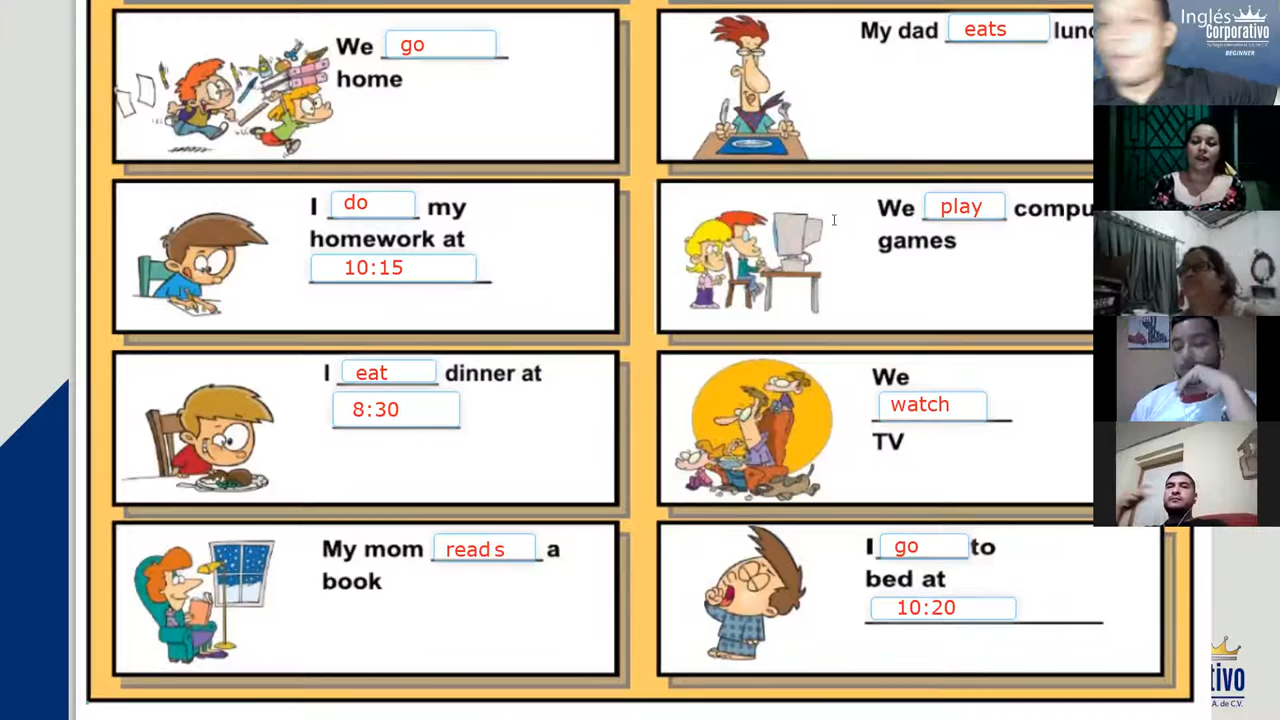 We go
home
My dad eats
I do my
homework at
10:15
We play
games
I eat dinner at
8:30
We
watch
TV
My mom reads a
book
I go to
bed at
10:20
Inglés
Corporativo
BEGINNER